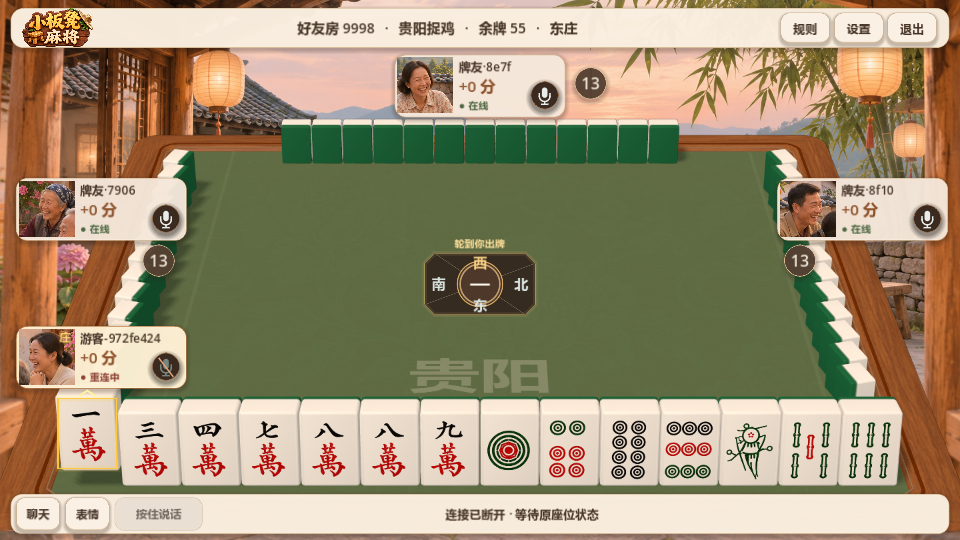 小板凳
麻将
好友房 9998 · 贵阳捉鸡 · 余牌 55 · 东庄
规则
设置
退出
牌友·8e7f
+0 分
在线
13
牌友·7906
+0 分
在线
13
牌友·8f10
+0 分
在线
13
轮到你出牌
西
南
一
北
东
庄
游客-972fe424
+0 分
重连中
贵阳
一萬
三萬
四萬
七萬
八萬
八萬
九萬
聊天
表情
按住说话
连接已断开 · 等待原座位状态